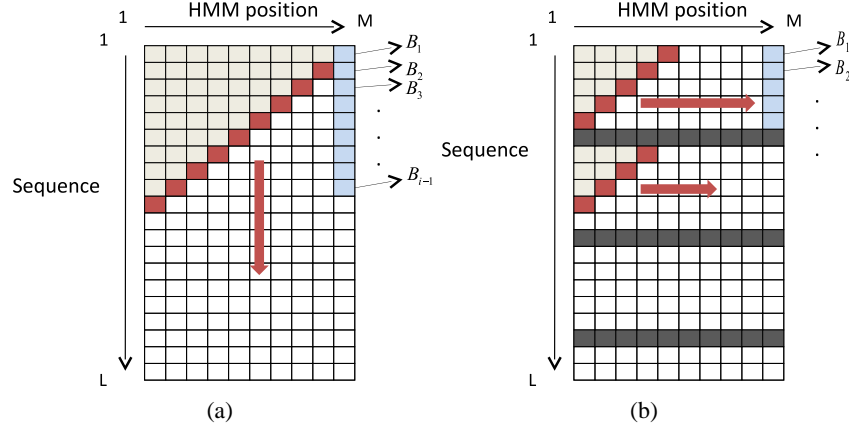 HMM position
1
M
1
B1
B2
B3
.
.
.
Bi−1
Sequence
L
(a)
HMM position
1
M
1
B1
B2
.
.
.
Sequence
L
(b)